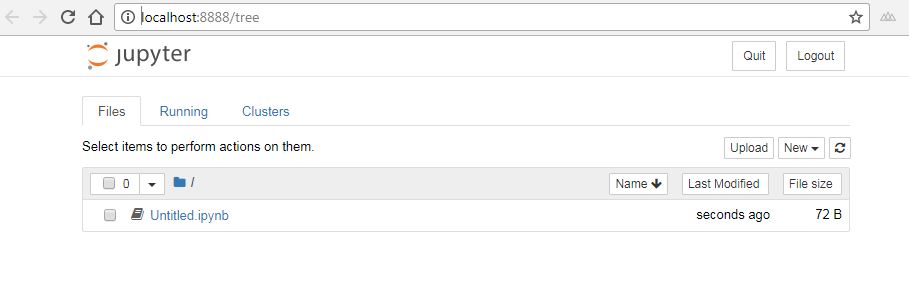 localhost:8888/tree
jupyter Quit Logout
Files Running Clusters
Select items to perform actions on them. Upload New
0 / Name Last Modified File size
Untitled.ipynb seconds ago 72 B